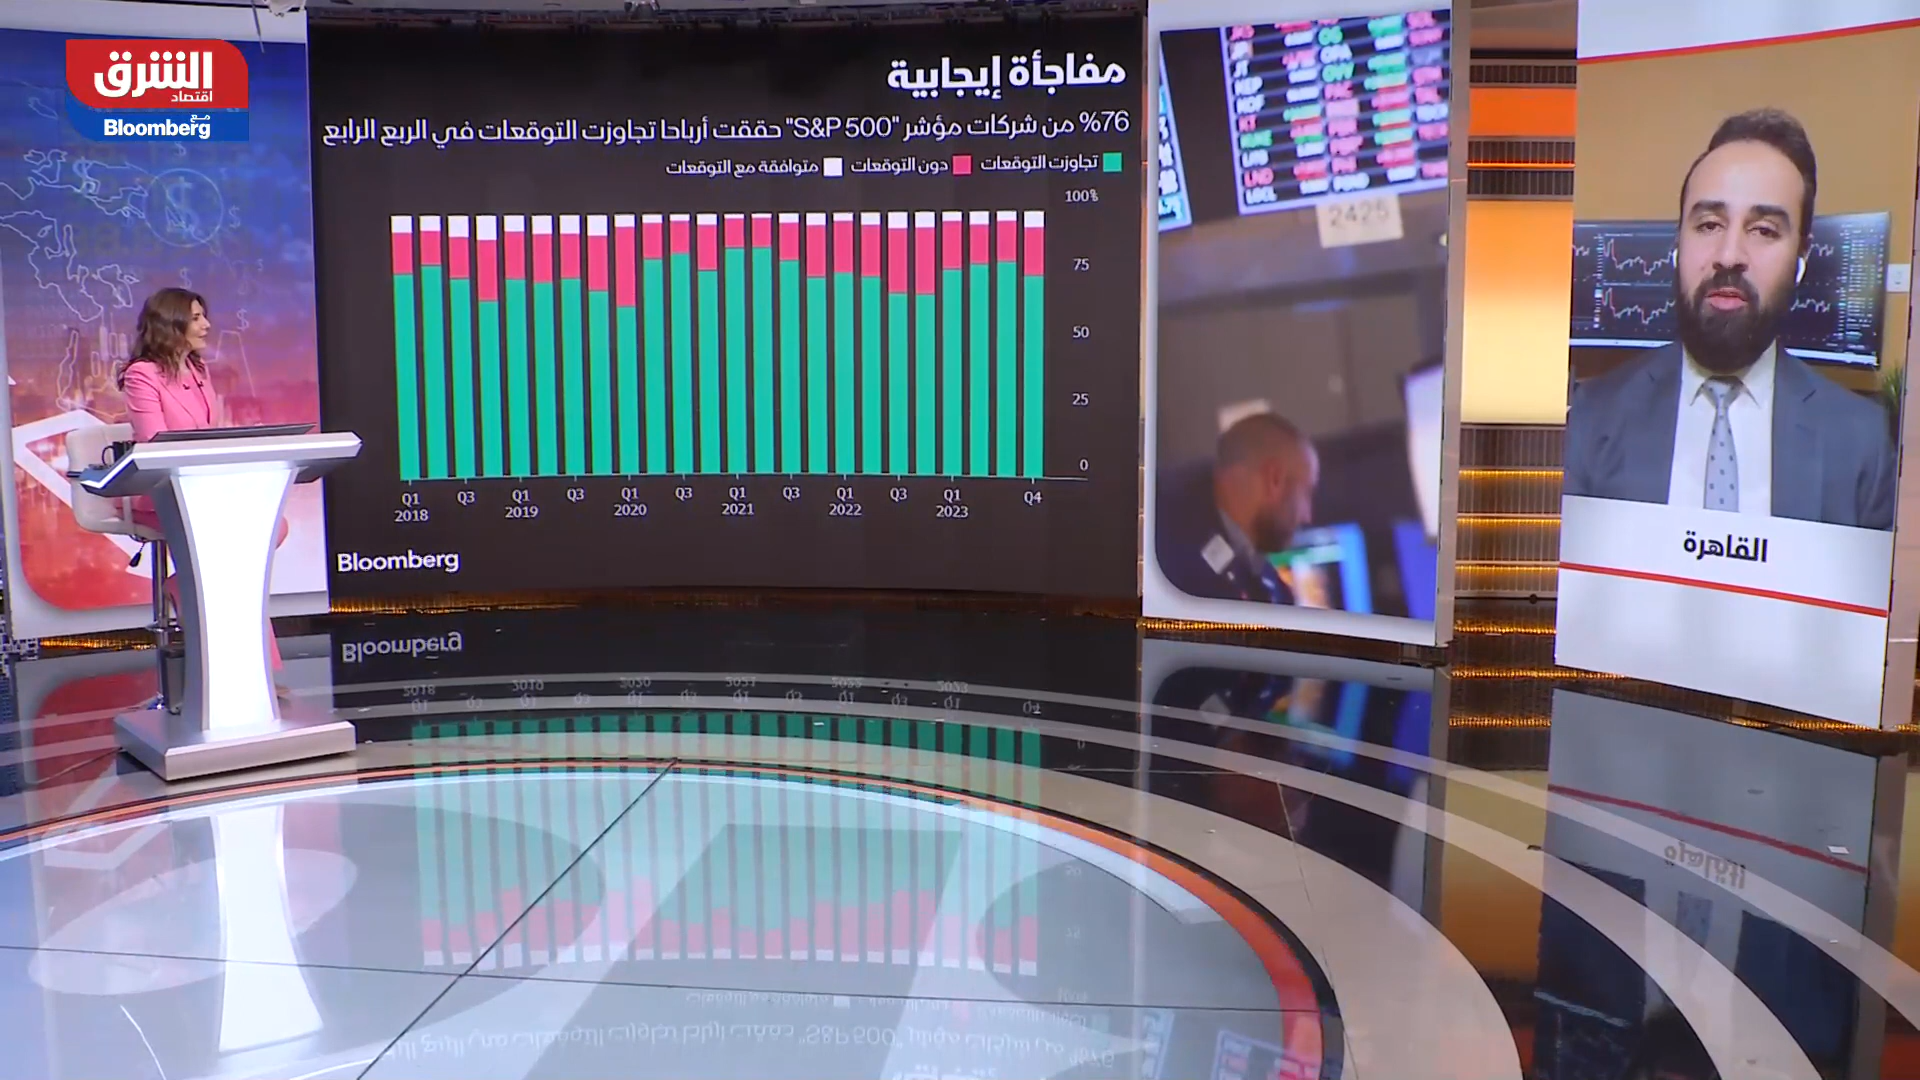 الشرق
اقتصاد
مع
Bloomberg
مفاجأة إيجابية
76% من شركات مؤشر "S&P 500" حققت أرباحا تجاوزت التوقعات في الربع الرابع
تجاوزت التوقعات دون التوقعات متوافقة مع التوقعات
100%
75
50
25
0
Q1 Q3 Q1 Q3 Q1 Q3 Q1 Q3 Q1 Q3 Q1 Q4
2018 2019 2020 2021 2022 2023
Bloomberg
2425
القاهرة
Bloomberg